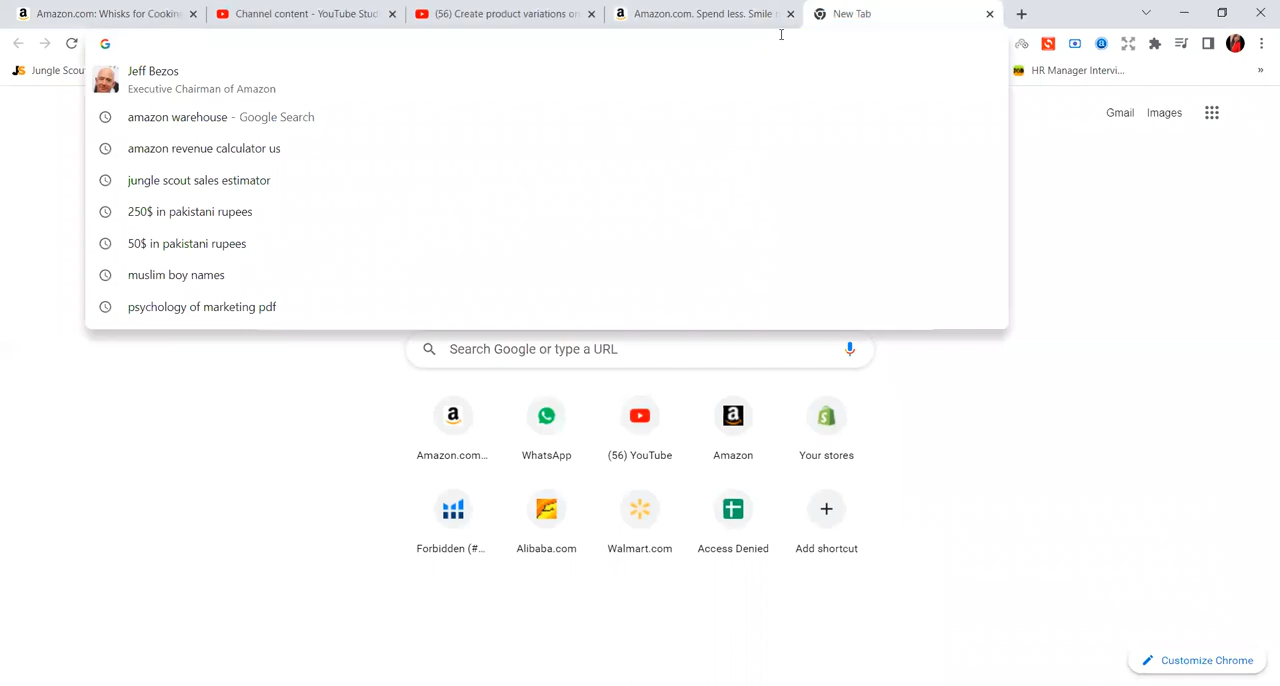 Amazon.com: Whisks for Cooking
Channel content - YouTube Stud
(56) Create product variations on
Amazon.com. Spend less. Smile
New Tab
Jungle Scou
HR Manager Intervi...
»
Jeff Bezos
Executive Chairman of Amazon
amazon warehouse - Google Search
amazon revenue calculator us
jungle scout sales estimator
250$ in pakistani rupees
50$ in pakistani rupees
muslim boy names
psychology of marketing pdf
Gmail Images
Search Google or type a URL
Amazon.com... WhatsApp (56) YouTube Amazon Your stores
Forbidden (#... Alibaba.com Walmart.com Access Denied Add shortcut
Customize Chrome